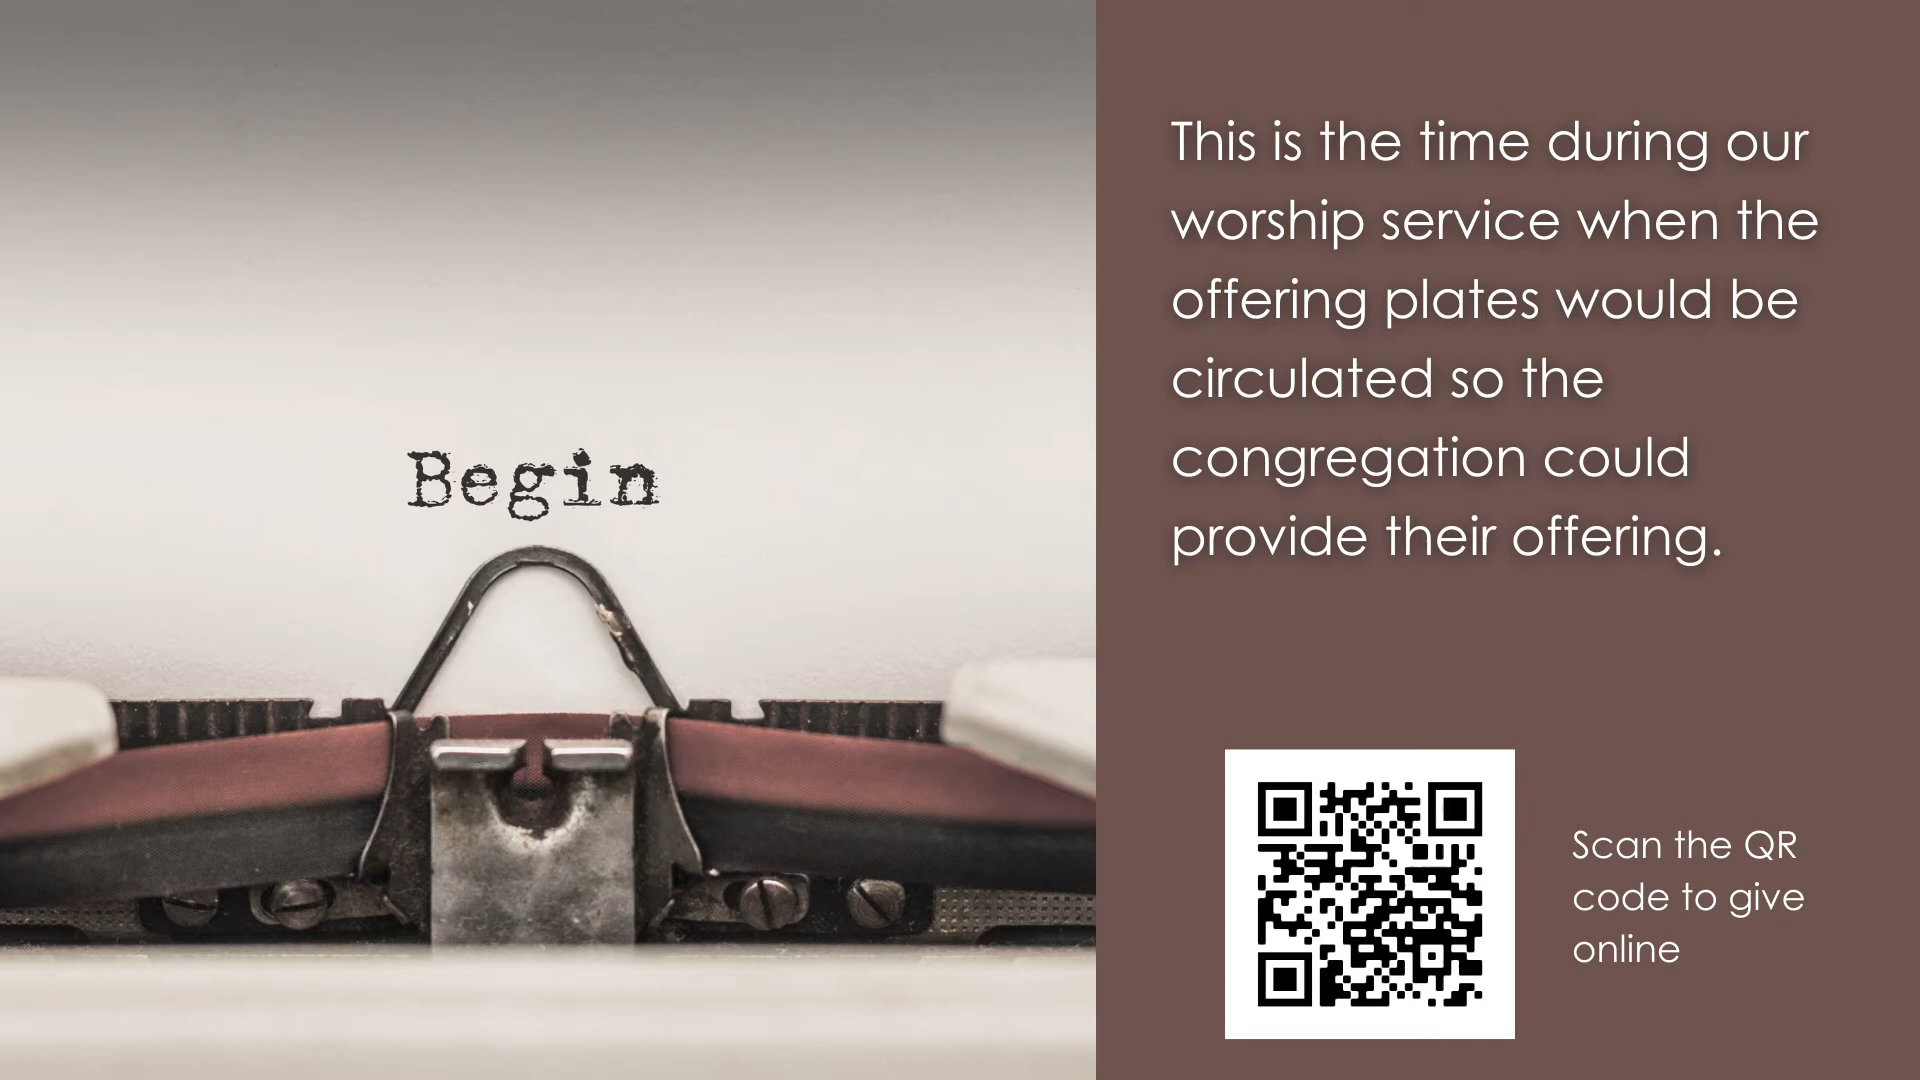 Begin
This is the time during our
worship service when the
offering plates would be
circulated so the
congregation could
provide their offering.
Scan the QR
code to give
online